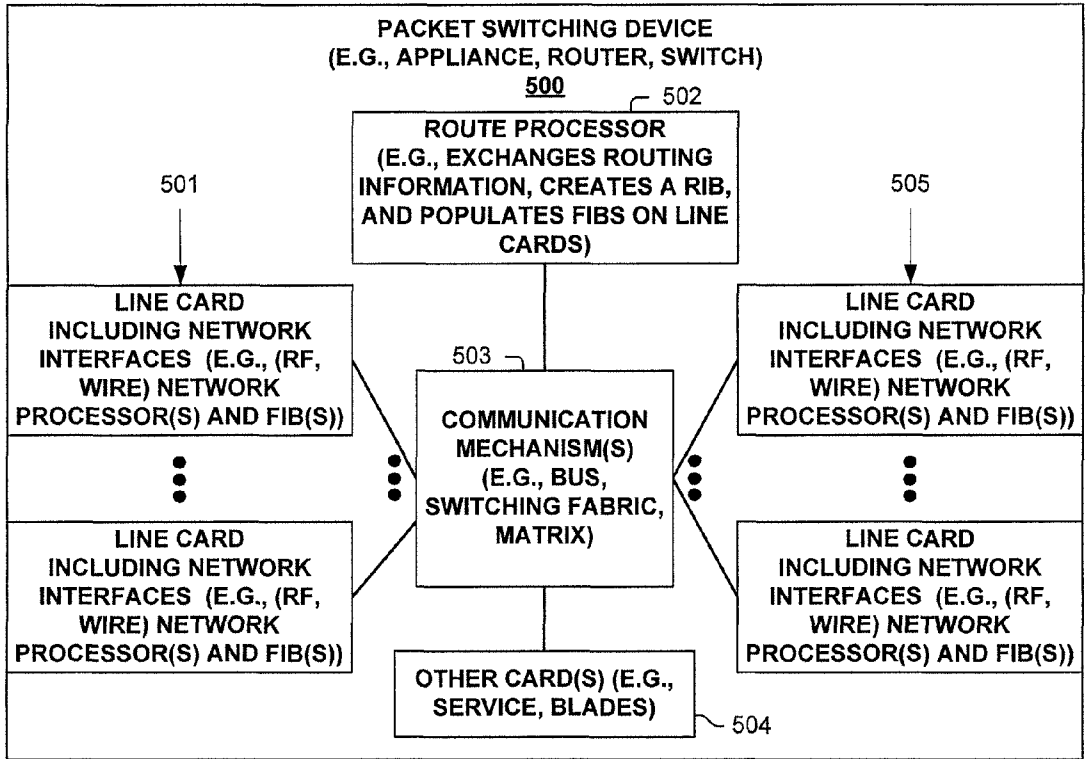 PACKET SWITCHING DEVICE
(E.G., APPLIANCE, ROUTER, SWITCH)
500
502
ROUTE PROCESSOR
(E.G., EXCHANGES ROUTING
INFORMATION, CREATES A RIB,
AND POPULATES FIBS ON LINE
CARDS)
501
505
LINE CARD
INCLUDING NETWORK
INTERFACES (E.G., (RF,
WIRE) NETWORK
PROCESSOR(S) AND FIB(S))
503
COMMUNICATION
MECHANISM(S)
(E.G., BUS,
SWITCHING FABRIC,
MATRIX)
LINE CARD
INCLUDING NETWORK
INTERFACES (E.G., (RF,
WIRE) NETWORK
PROCESSOR(S) AND FIB(S))
LINE CARD
INCLUDING NETWORK
INTERFACES (E.G., (RF,
WIRE) NETWORK
PROCESSOR(S) AND FIB(S))
LINE CARD
INCLUDING NETWORK
INTERFACES (E.G., (RF,
WIRE) NETWORK
PROCESSOR(S) AND FIB(S))
OTHER CARD(S) (E.G.,
SERVICE, BLADES)
504